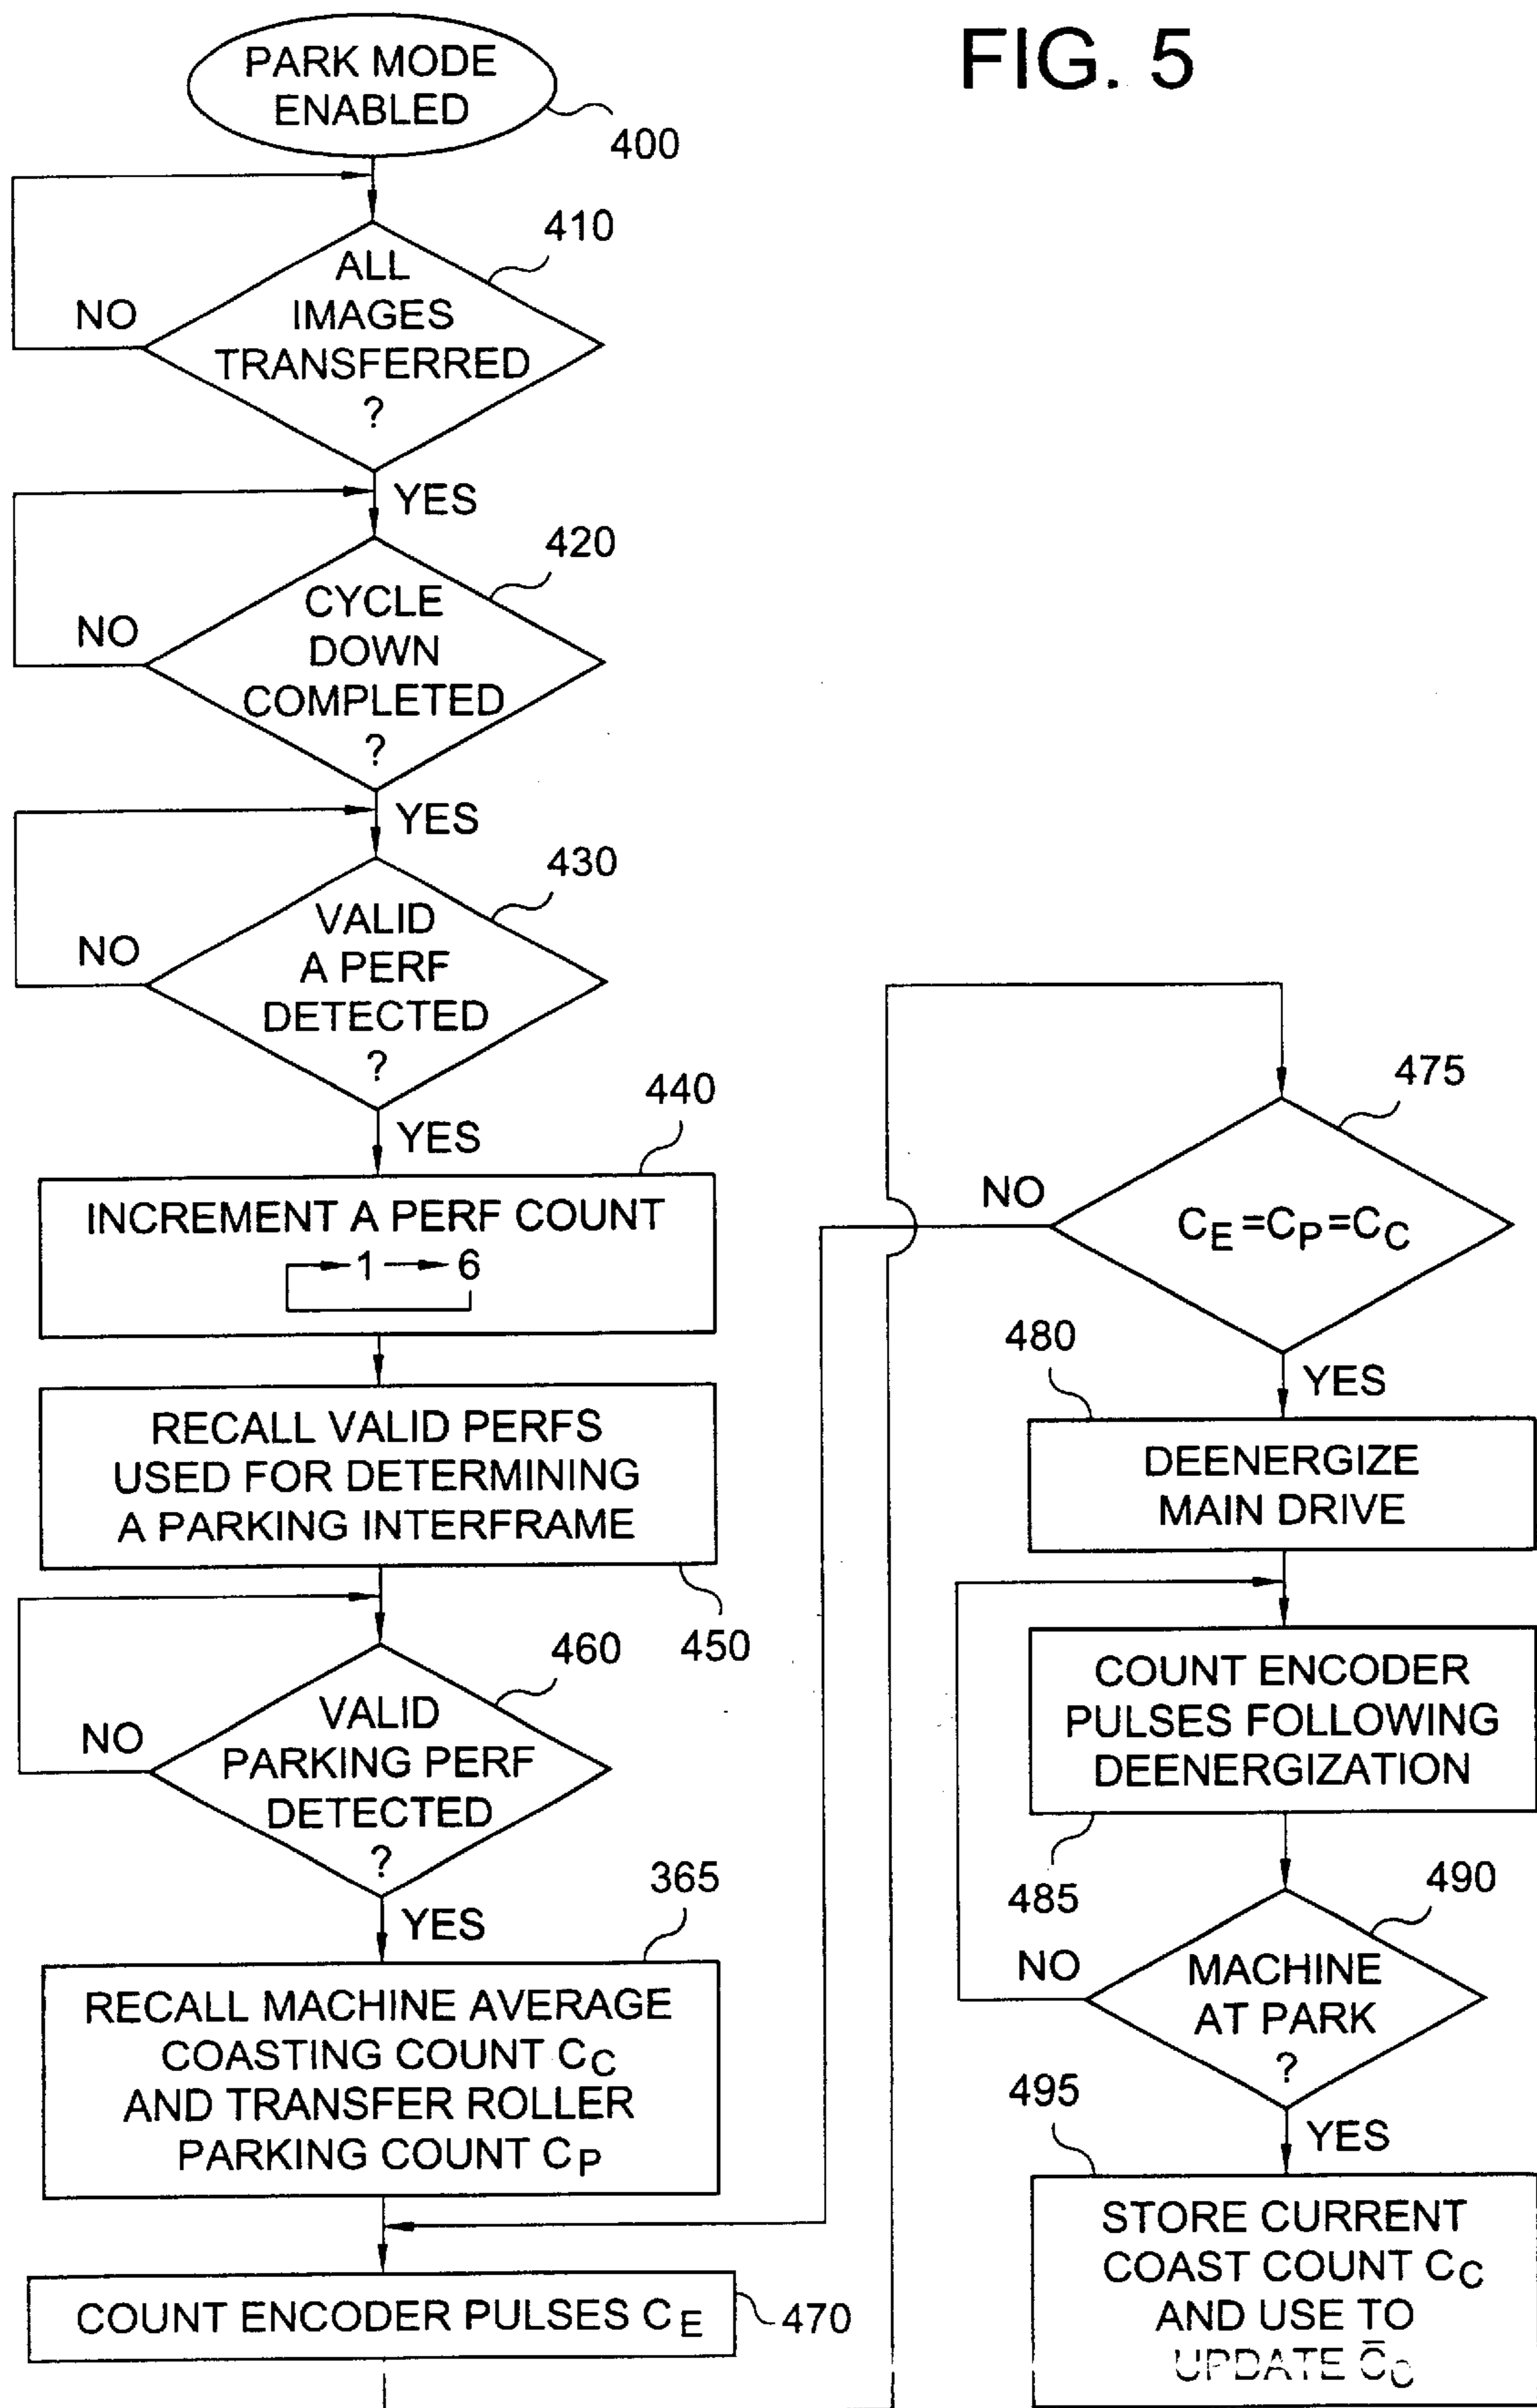 FIG. 5
PARK MODE
ENABLED
400
410
ALL
IMAGES
TRANSFERRED
?
NO
YES
420
CYCLE
DOWN
COMPLETED
?
NO
YES
430
VALID
A PERF
DETECTED
?
NO
YES
440
INCREMENT A PERF COUNT
1 6
RECALL VALID PERFS
USED FOR DETERMINING
A PARKING INTERFRAME
450
460
VALID
PARKING PERF
DETECTED
?
NO
YES
365
RECALL MACHINE AVERAGE
COASTING COUNT CC
AND TRANSFER ROLLER
PARKING COUNT CP
COUNT ENCODER PULSES CE
470
475
CE=CP=CC
NO
YES
480
DEENERGIZE
MAIN DRIVE
COUNT ENCODER
PULSES FOLLOWING
DEENERGIZATION
485
490
MACHINE
AT PARK
?
NO
YES
495
STORE CURRENT
COAST COUNT CC
AND USE TO
UPDATE C̄C